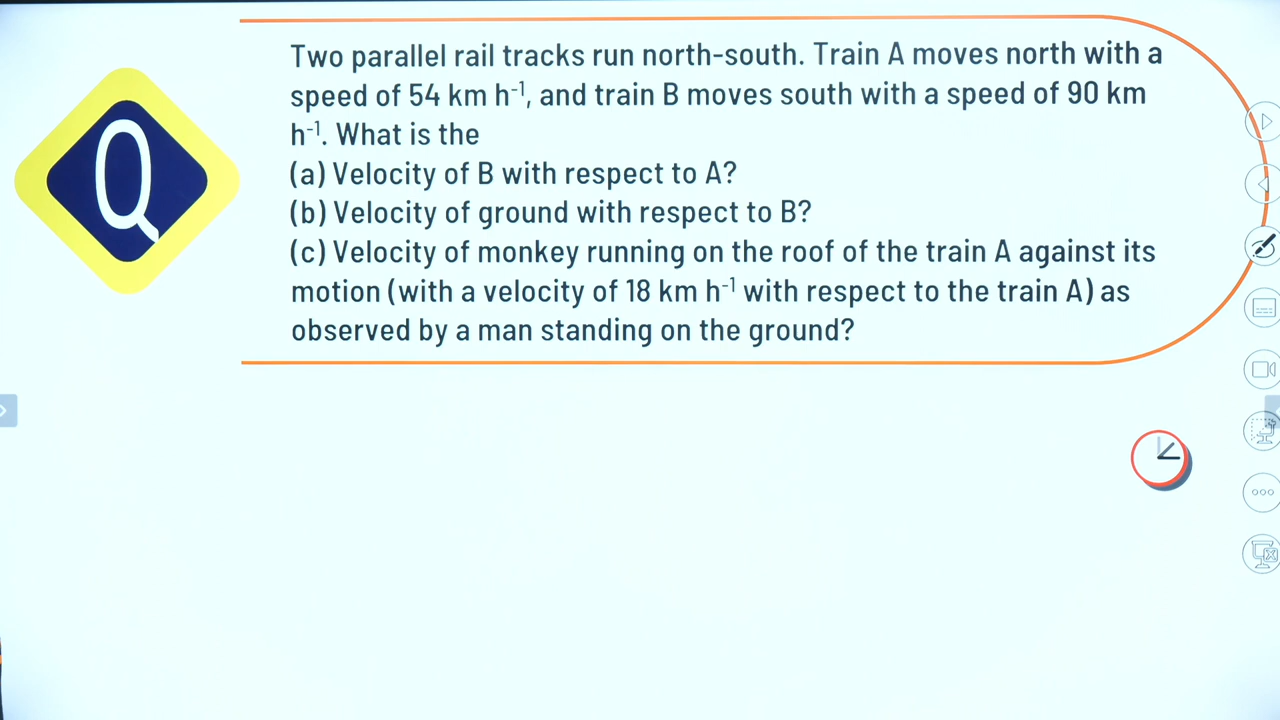 Q
Two parallel rail tracks run north-south. Train A moves north with a
speed of 54 km h⁻¹, and train B moves south with a speed of 90 km
h⁻¹. What is the
(a) Velocity of B with respect to A?
(b) Velocity of ground with respect to B?
(c) Velocity of monkey running on the roof of the train A against its
motion (with a velocity of 18 km h⁻¹ with respect to the train A) as
observed by a man standing on the ground?